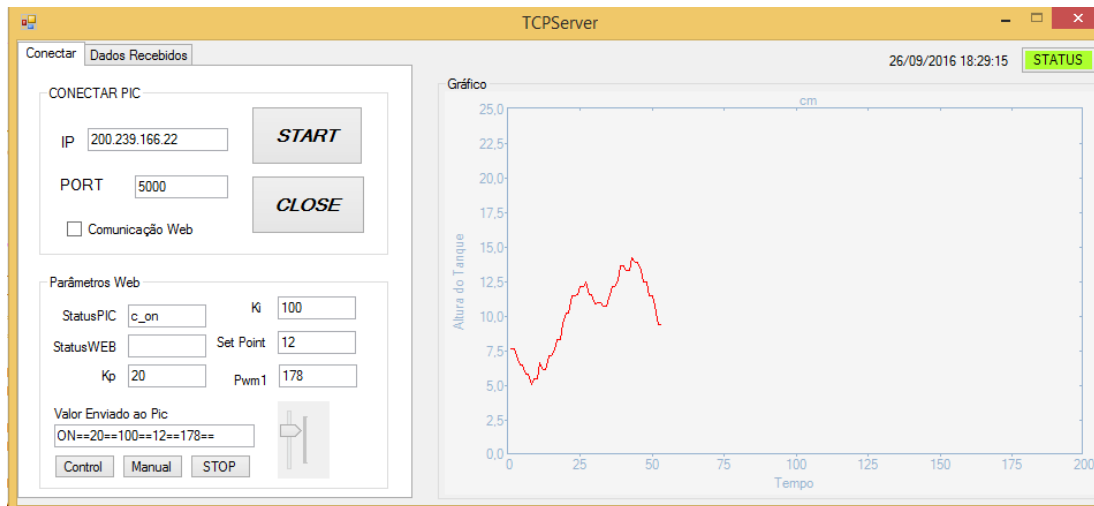 TCPServer
Conectar Dados Recebidos
26/09/2016 18:29:15 STATUS
CONECTAR PIC
IP 200.239.166.22 START
PORT 5000 CLOSE
Comunicação Web
Parâmetros Web
StatusPIC c_on Ki 100
StatusWEB Set Point 12
Kp 20 Pwm1 178
Valor Enviado ao Pic
ON==20==100==12==178==
Control Manual STOP
Gráfico
cm
Altura do Tanque
25,0
22,5
20,0
17,5
15,0
12,5
10,0
7,5
5,0
2,5
0,0
0 25 50 75 100 125 150 175 200
Tempo